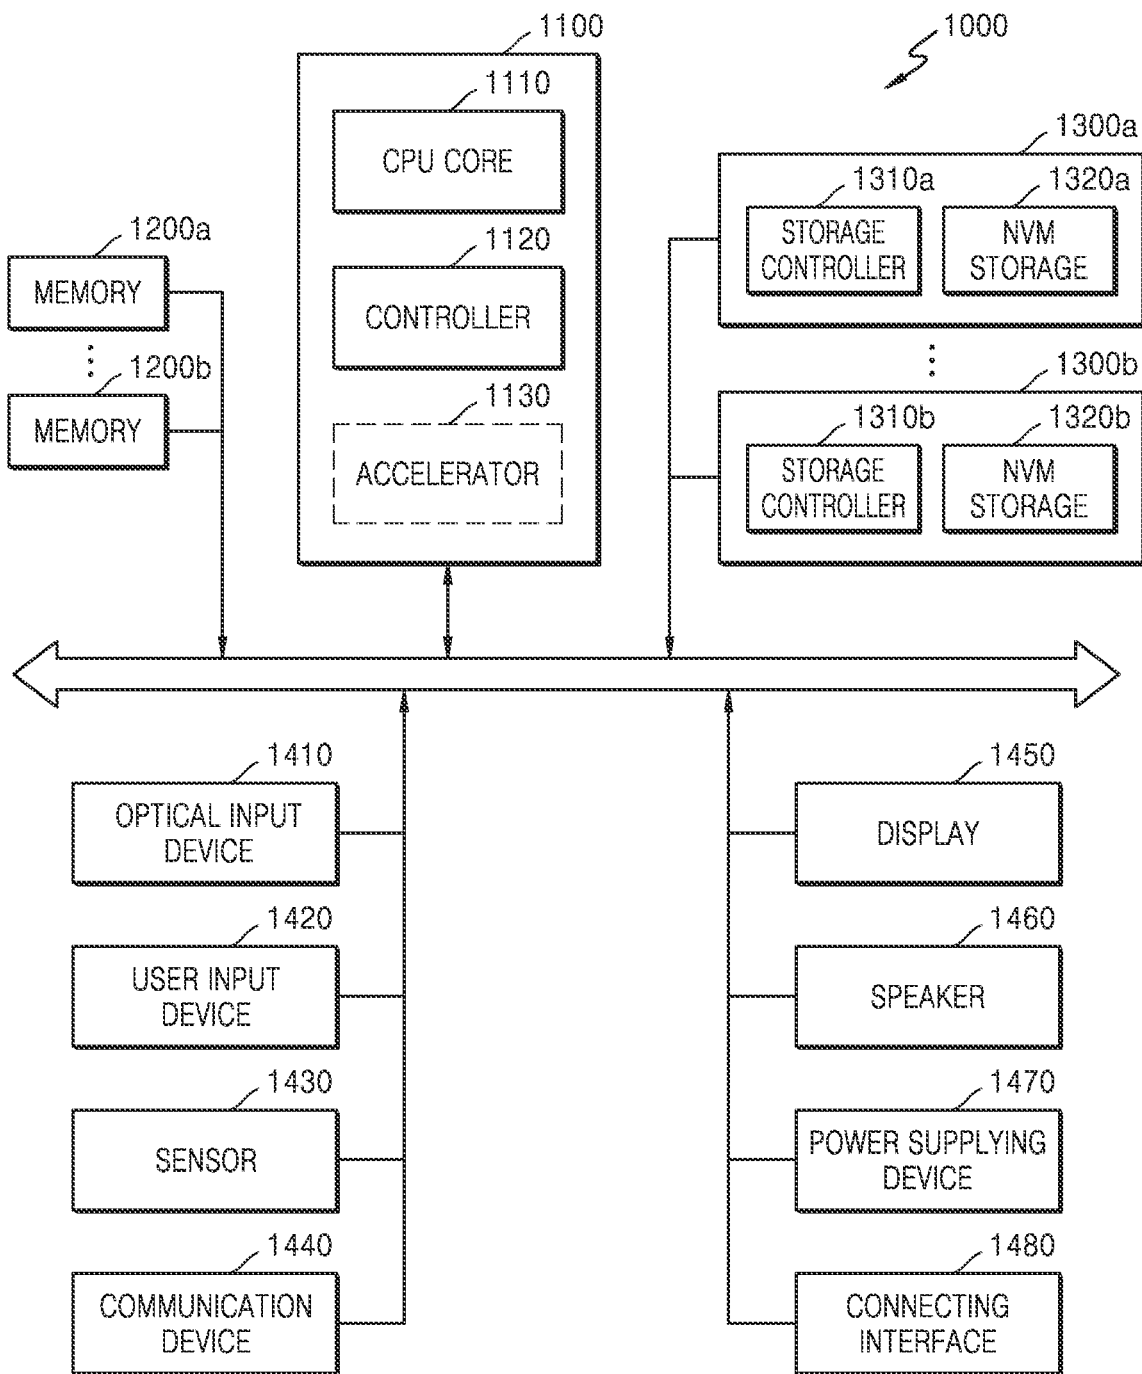 1100
1000
1110
CPU CORE
1300a
1310a
1320a
STORAGE
CONTROLLER
NVM
STORAGE
1200a
MEMORY
1120
CONTROLLER
1200b
MEMORY
1130
ACCELERATOR
1300b
1310b
1320b
STORAGE
CONTROLLER
NVM
STORAGE
1410
OPTICAL INPUT
DEVICE
1420
USER INPUT
DEVICE
1430
SENSOR
1440
COMMUNICATION
DEVICE
1450
DISPLAY
1460
SPEAKER
1470
POWER SUPPLYING
DEVICE
1480
CONNECTING
INTERFACE